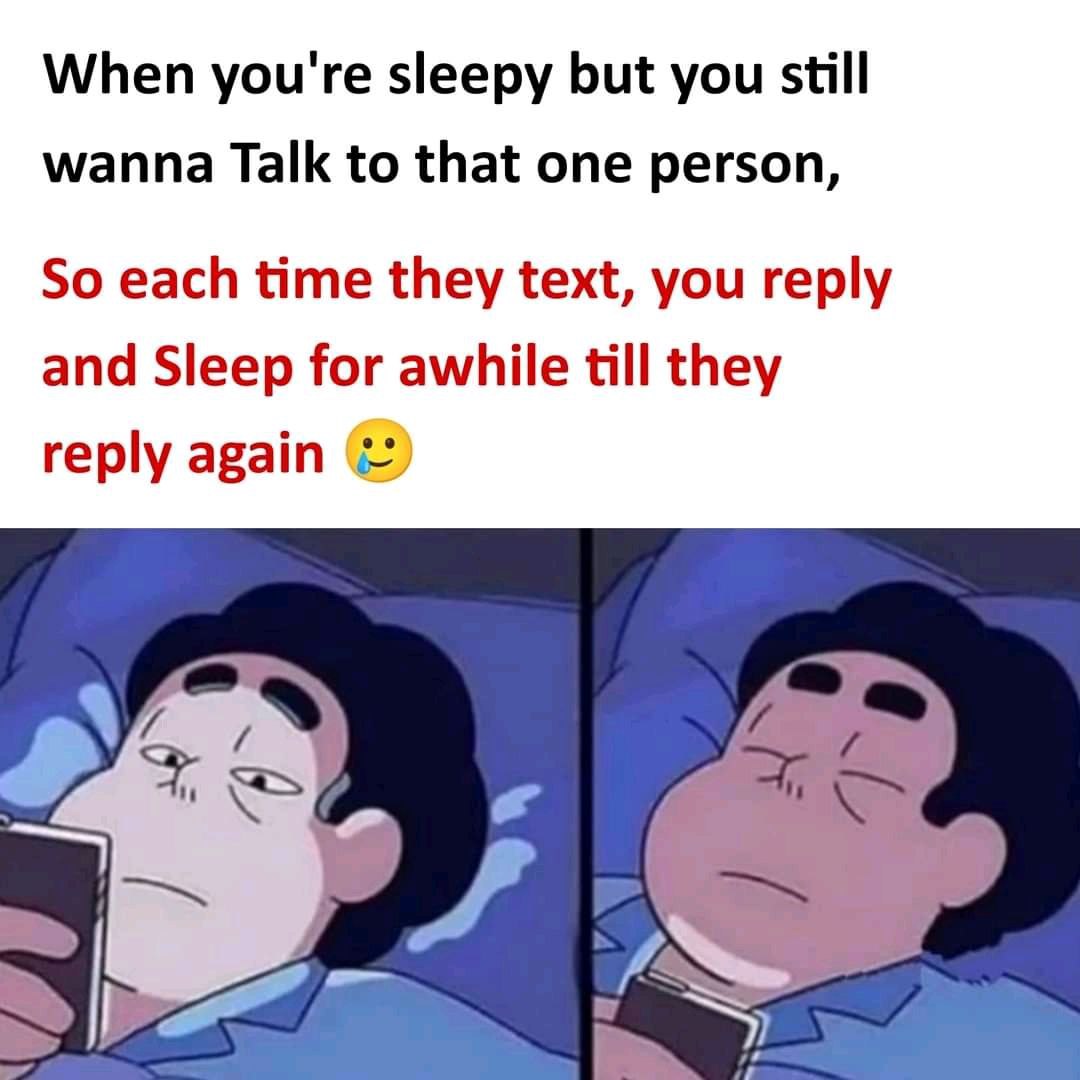 When you're sleepy but you still
wanna Talk to that one person,
So each time they text, you reply
and Sleep for awhile till they
reply again 🥲